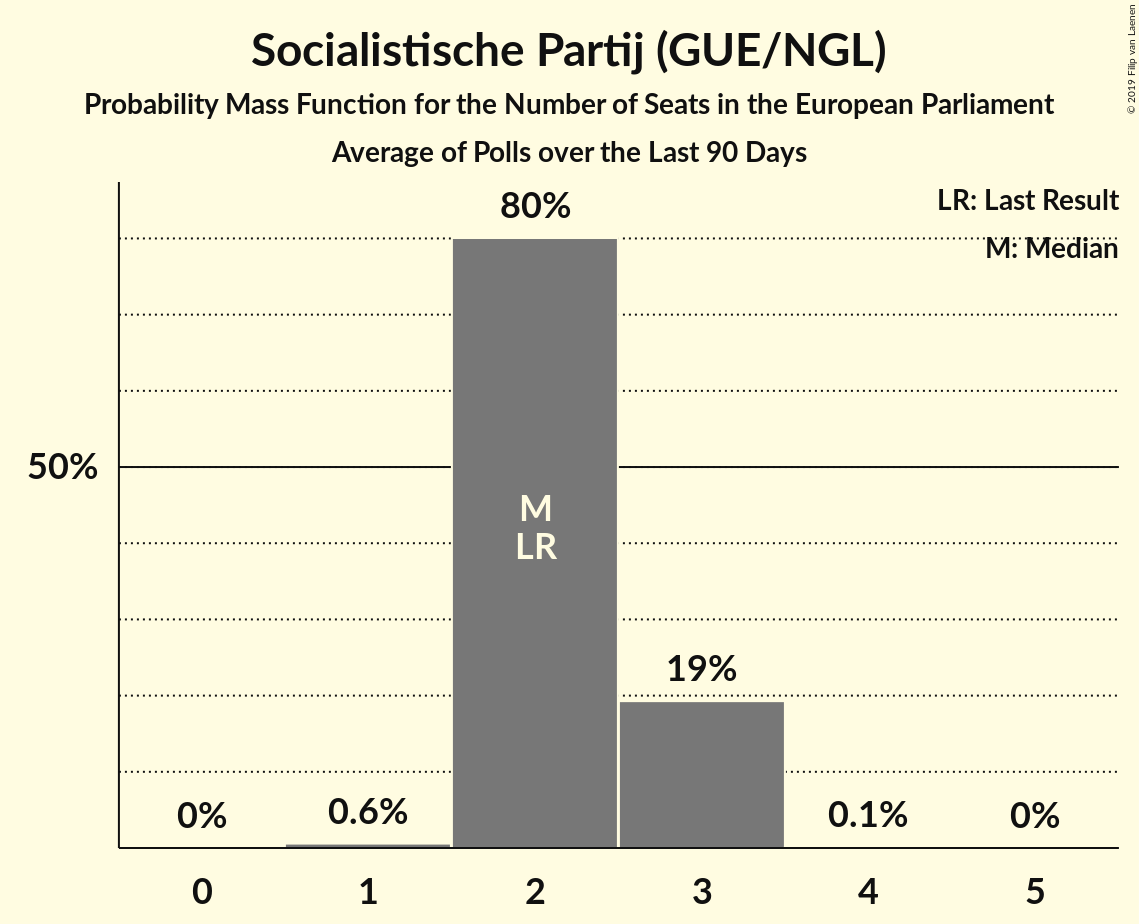 Socialistische Partij (GUE/NGL)
Probability Mass Function for the Number of Seats in the European Parliament
Average of Polls over the Last 90 Days
© 2019 Filip van Laenen
LR: Last Result
M: Median
80%
50%
M
LR
19%
0%
0.6%
0.1%
0%
0
1
2
3
4
5